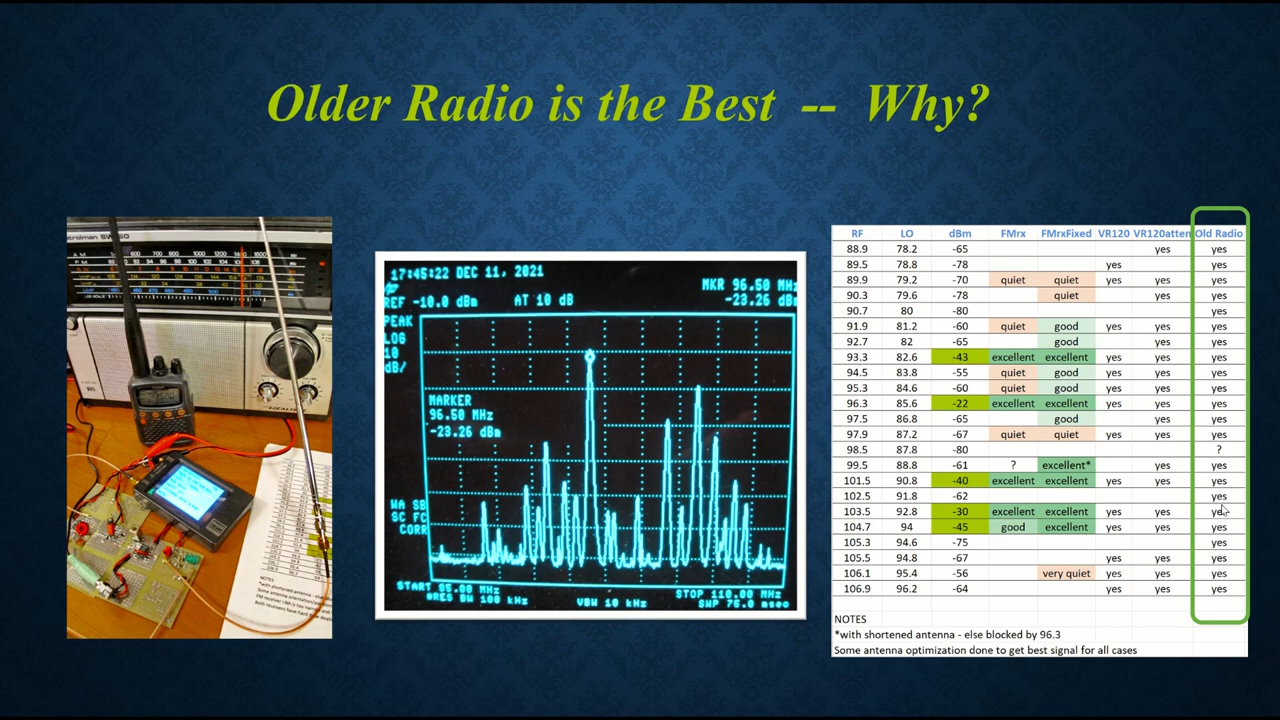 Older Radio is the Best -- Why?
17:45:22 DEC 11, 2021
MKR 96.50 MHz
-23.26 dBm
REF -10.0 dBm AT 10 dB
PEAK
LOG
10
dB/
MARKER
96.50 MHz
-23.26 dBm
WA SB
SC FC
CORR
START 85.00 MHz
STOP 110.00 MHz
RES BW 100 kHz VBW 10 kHz SWP 75.0 msec
RF LO dBm FMrx FMrxFixed VR120 VR120atten Old Radio
88.9 78.2 -65 yes yes
89.5 78.8 -78 yes yes
89.9 79.2 -70 quiet quiet yes yes yes
90.3 79.6 -78 quiet yes yes
90.7 80 -80 yes
91.9 81.2 -60 quiet good yes yes yes
92.7 82 -65 good yes yes
93.3 82.6 -43 excellent excellent yes yes yes
94.5 83.8 -55 quiet good yes yes yes
95.3 84.6 -60 quiet good yes yes yes
96.3 85.6 -22 excellent excellent yes yes yes
97.5 86.8 -65 good yes yes
97.9 87.2 -67 quiet quiet yes yes yes
98.5 87.8 -80 ?
99.5 88.8 -61 ? excellent* yes yes
101.5 90.8 -40 excellent excellent yes yes yes
102.5 91.8 -62 yes
103.5 92.8 -30 excellent excellent yes yes yes
104.7 94 -45 good excellent yes yes yes
105.3 94.6 -75 yes
105.5 94.8 -67 yes yes yes
106.1 95.4 -56 very quiet yes yes yes
106.9 96.2 -64 yes yes yes
NOTES
*with shortened antenna - else blocked by 96.3
Some antenna optimization done to get best signal for all cases